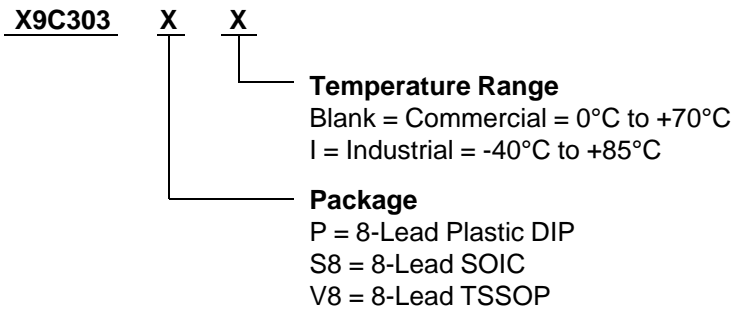 X9C303 X X
Temperature Range
Blank = Commercial = 0°C to +70°C
I = Industrial = -40°C to +85°C
Package
P = 8-Lead Plastic DIP
S8 = 8-Lead SOIC
V8 = 8-Lead TSSOP